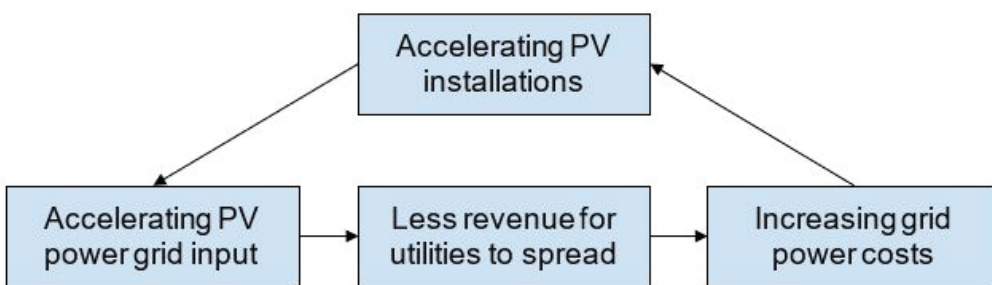 Accelerating PV
installations
Accelerating PV
power grid input
Less revenue for
utilities to spread
Increasing grid
power costs